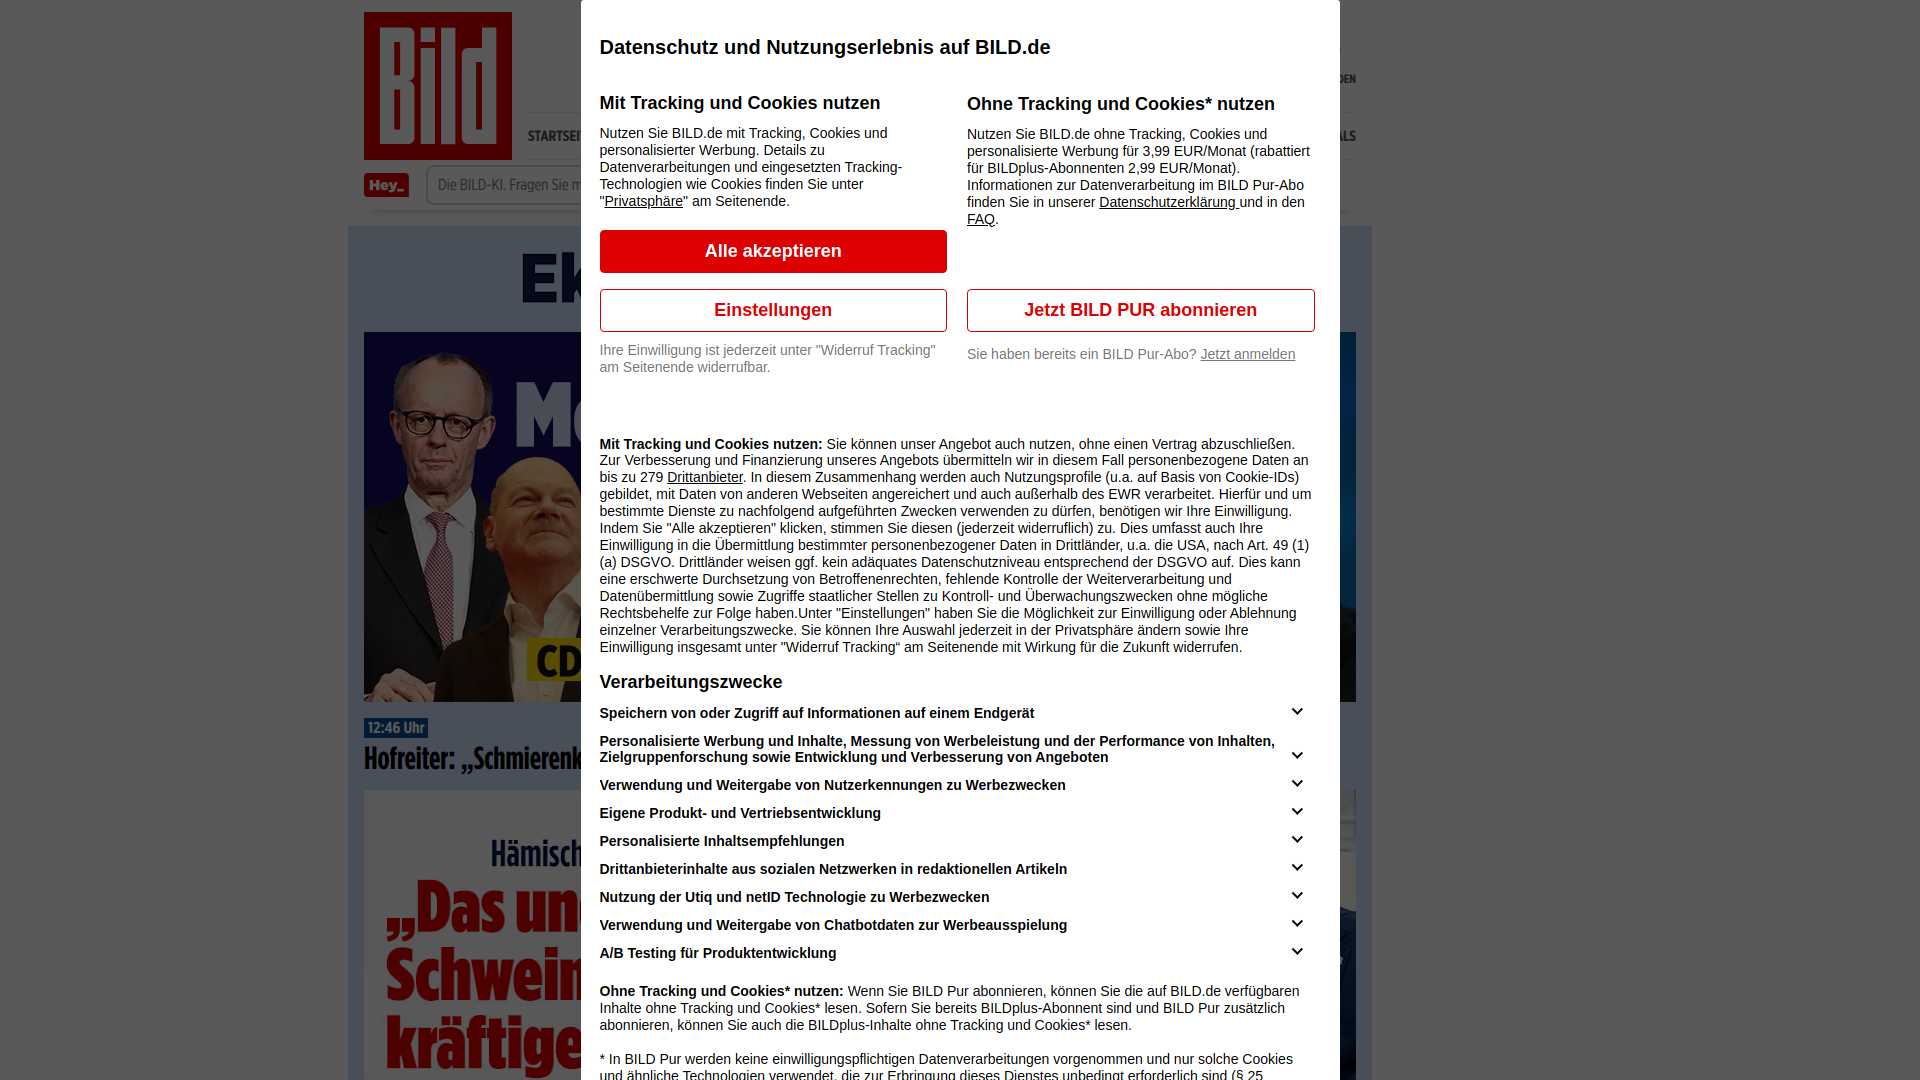 Bild
Datenschutz und Nutzungserlebnis auf BILD.de
Mit Tracking und Cookies nutzen
Nutzen Sie BILD.de mit Tracking, Cookies und
personalisierter Werbung. Details zu
Datenverarbeitungen und eingesetzten Tracking-
Technologien wie Cookies finden Sie unter
"Privatsphäre" am Seitenende.
Alle akzeptieren
Einstellungen
Ihre Einwilligung ist jederzeit unter "Widerruf Tracking"
am Seitenende widerrufbar.
Ohne Tracking und Cookies* nutzen
Nutzen Sie BILD.de ohne Tracking, Cookies und
personalisierte Werbung für 3,99 EUR/Monat (rabattiert
für BILDplus-Abonnenten 2,99 EUR/Monat).
Informationen zur Datenverarbeitung im BILD Pur-Abo
finden Sie in unserer Datenschutzerklärung und in den
FAQ.
Jetzt BILD PUR abonnieren
Sie haben bereits ein BILD Pur-Abo? Jetzt anmelden
Mit Tracking und Cookies nutzen: Sie können unser Angebot auch nutzen, ohne einen Vertrag abzuschließen.
Zur Verbesserung und Finanzierung unseres Angebots übermitteln wir in diesem Fall personenbezogene Daten an
bis zu 279 Drittanbieter. In diesem Zusammenhang werden auch Nutzungsprofile (u.a. auf Basis von Cookie-IDs)
gebildet, mit Daten von anderen Webseiten angereichert und auch außerhalb des EWR verarbeitet. Hierfür und um
bestimmte Dienste zu nachfolgend aufgeführten Zwecken verwenden zu dürfen, benötigen wir Ihre Einwilligung.
Indem Sie "Alle akzeptieren" klicken, stimmen Sie diesen (jederzeit widerruflich) zu. Dies umfasst auch Ihre
Einwilligung in die Übermittlung bestimmter personenbezogener Daten in Drittländer, u.a. die USA, nach Art. 49 (1)
(a) DSGVO. Drittländer weisen ggf. kein adäquates Datenschutzniveau entsprechend der DSGVO auf. Dies kann
eine erschwerte Durchsetzung von Betroffenenrechten, fehlende Kontrolle der Weiterverarbeitung und
Datenübermittlung sowie Zugriffe staatlicher Stellen zu Kontroll- und Überwachungszwecken ohne mögliche
Rechtsbehelfe zur Folge haben.Unter "Einstellungen" haben Sie die Möglichkeit zur Einwilligung oder Ablehnung
einzelner Verarbeitungszwecke. Sie können Ihre Auswahl jederzeit in der Privatsphäre ändern sowie Ihre
Einwilligung insgesamt unter "Widerruf Tracking“ am Seitenende mit Wirkung für die Zukunft widerrufen.
Verarbeitungszwecke
Speichern von oder Zugriff auf Informationen auf einem Endgerät
Personalisierte Werbung und Inhalte, Messung von Werbeleistung und der Performance von Inhalten,
Zielgruppenforschung sowie Entwicklung und Verbesserung von Angeboten
Verwendung und Weitergabe von Nutzerkennungen zu Werbezwecken
Eigene Produkt- und Vertriebsentwicklung
Personalisierte Inhaltsempfehlungen
Drittanbieterinhalte aus sozialen Netzwerken in redaktionellen Artikeln
Nutzung der Utiq und netID Technologie zu Werbezwecken
Verwendung und Weitergabe von Chatbotdaten zur Werbeausspielung
A/B Testing für Produktentwicklung
Ohne Tracking und Cookies* nutzen: Wenn Sie BILD Pur abonnieren, können Sie die auf BILD.de verfügbaren
Inhalte ohne Tracking und Cookies* lesen. Sofern Sie bereits BILDplus-Abonnent sind und BILD Pur zusätzlich
abonnieren, können Sie auch die BILDplus-Inhalte ohne Tracking und Cookies* lesen.
* In BILD Pur werden keine einwilligungspflichtigen Datenverarbeitungen vorgenommen und nur solche Cookies
und ähnliche Technologien verwendet, die zur Erbringung dieses Dienstes unbedingt erforderlich sind (§ 25
STARTSEI
Hey_
Die BILD-KI. Fragen Sie m
DEN
ALS
Ek
Me
CD
12:46 Uhr
Hofreiter: „Schmierenk
Hämisch
„Das un
Schwein
kräftige